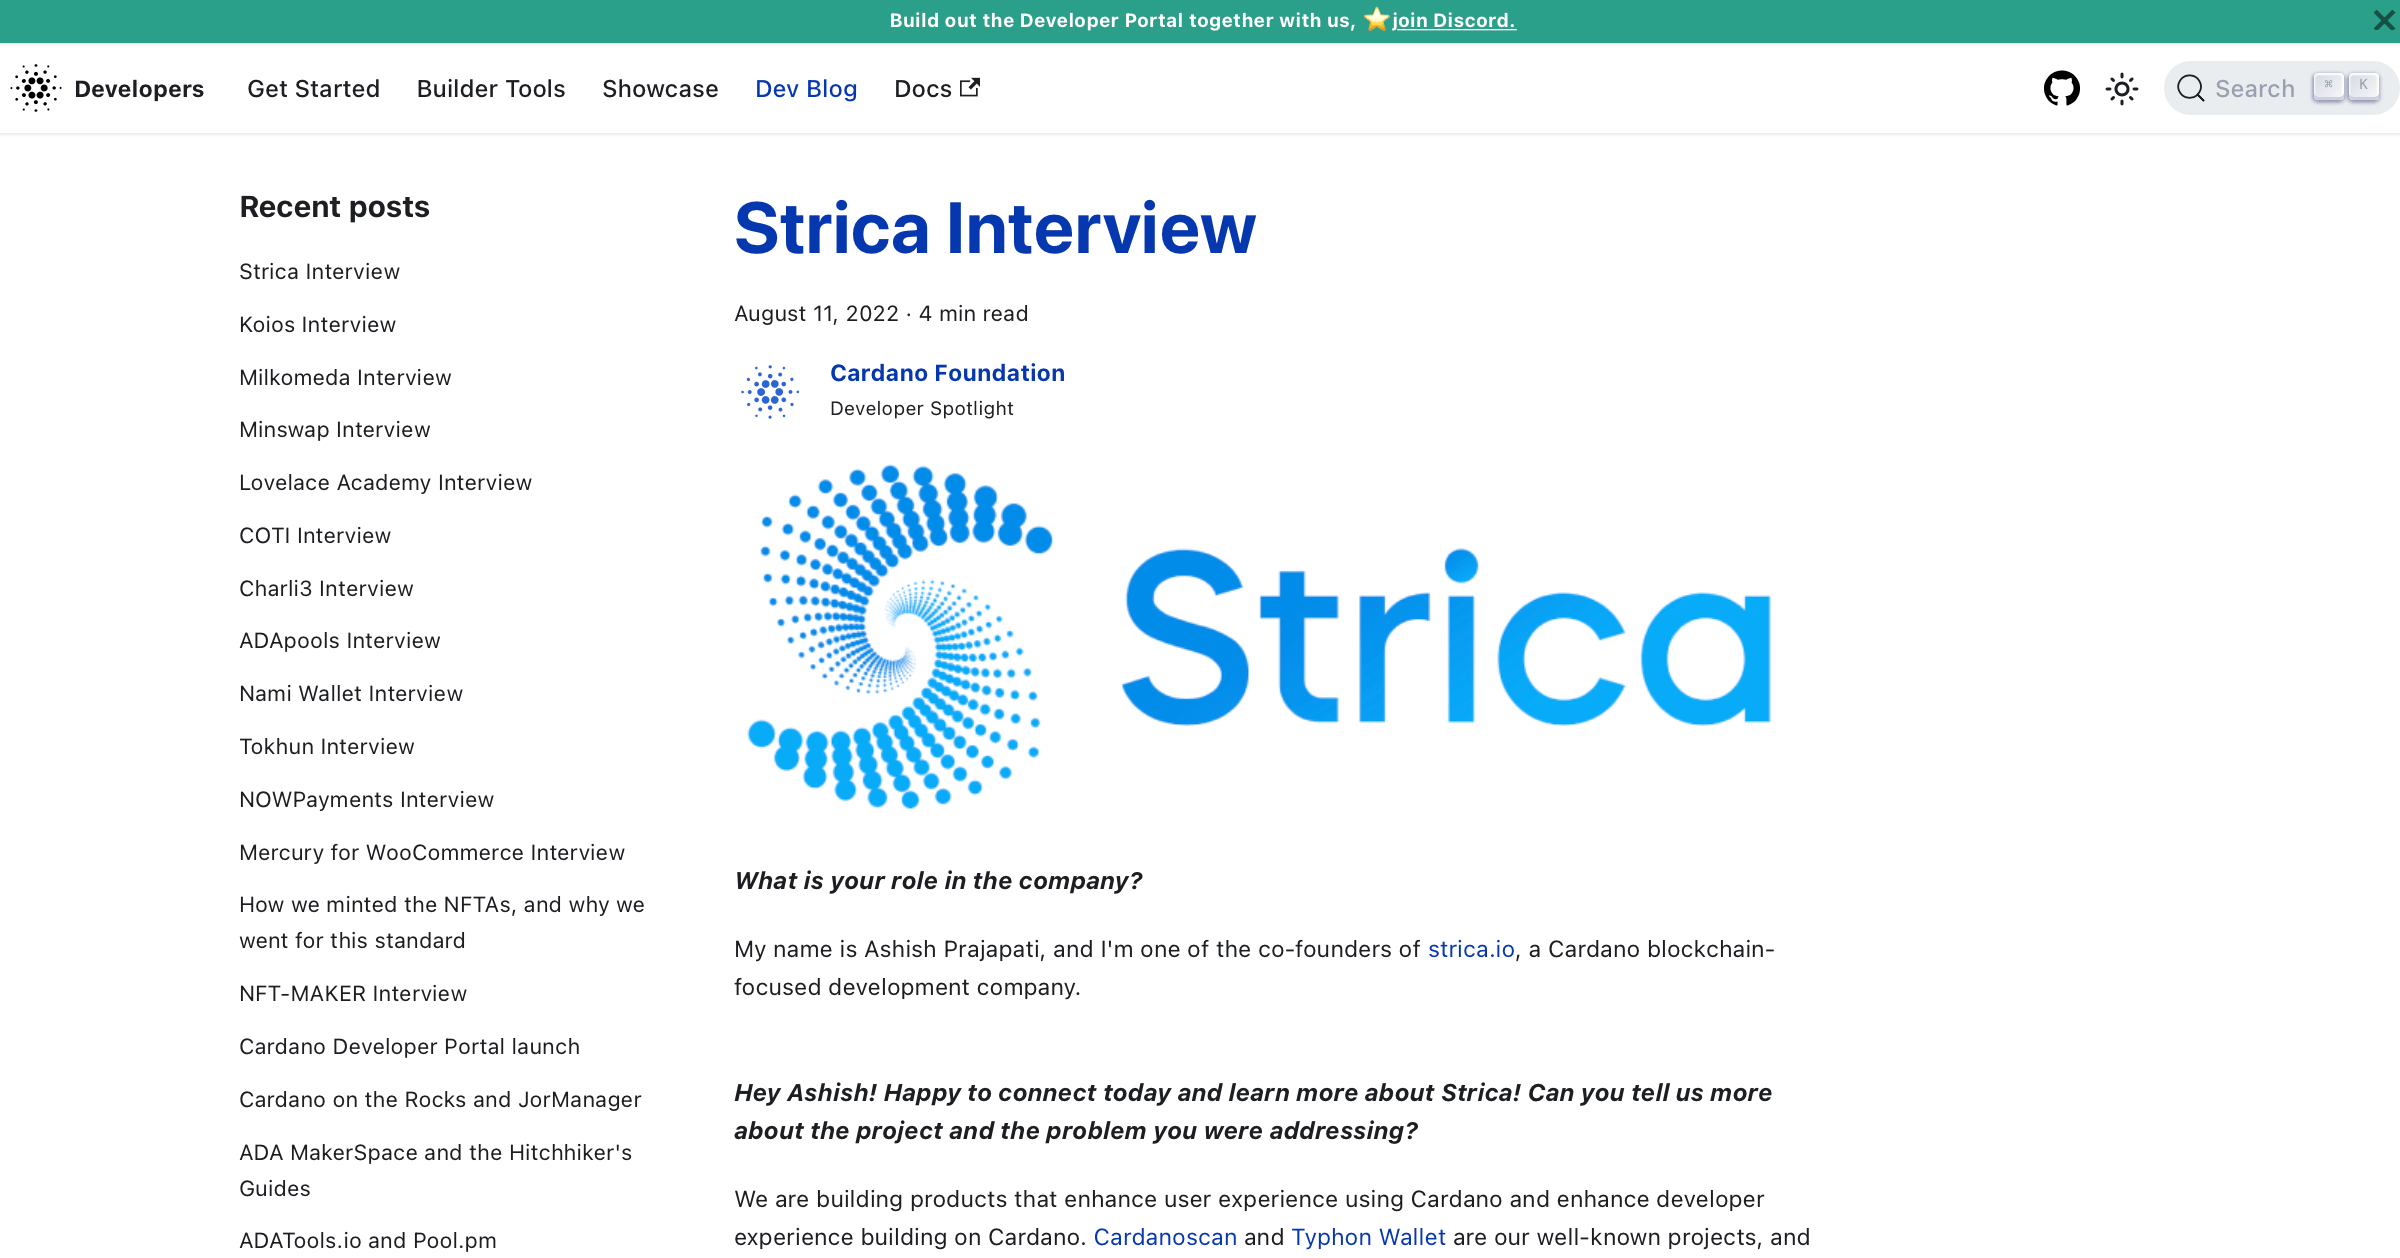 Build out the Developer Portal together with us, ⭐join Discord.
Developers Get Started Builder Tools Showcase Dev Blog Docs Search ⌘ K
Recent posts
Strica Interview
Koios Interview
Milkomeda Interview
Minswap Interview
Lovelace Academy Interview
COTI Interview
Charli3 Interview
ADApools Interview
Nami Wallet Interview
Tokhun Interview
NOWPayments Interview
Mercury for WooCommerce Interview
How we minted the NFTAs, and why we
went for this standard
NFT-MAKER Interview
Cardano Developer Portal launch
Cardano on the Rocks and JorManager
ADA MakerSpace and the Hitchhiker's
Guides
ADATools.io and Pool.pm
Strica Interview
August 11, 2022 · 4 min read
Cardano Foundation
Developer Spotlight
Strica
What is your role in the company?
My name is Ashish Prajapati, and I'm one of the co-founders of strica.io, a Cardano blockchain-
focused development company.
Hey Ashish! Happy to connect today and learn more about Strica! Can you tell us more
about the project and the problem you were addressing?
We are building products that enhance user experience using Cardano and enhance developer
experience building on Cardano. Cardanoscan and Typhon Wallet are our well-known projects, and